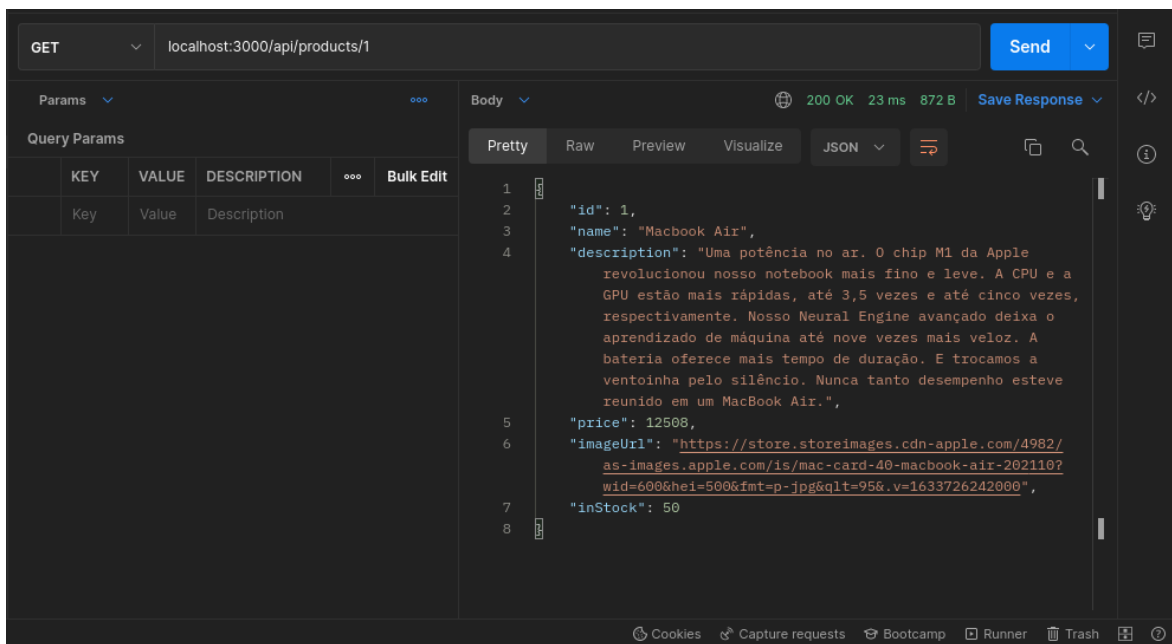 GET localhost:3000/api/products/1 Send
Params
Query Params
KEY VALUE DESCRIPTION Bulk Edit
Key Value Description
Body 200 OK 23 ms 872 B Save Response
Pretty Raw Preview Visualize JSON
1 {
2 "id": 1,
3 "name": "Macbook Air",
4 "description": "Uma potência no ar. O chip M1 da Apple
revolucionou nosso notebook mais fino e leve. A CPU e a
GPU estão mais rápidas, até 3,5 vezes e até cinco vezes,
respectivamente. Nosso Neural Engine avançado deixa o
aprendizado de máquina até nove vezes mais veloz. A
bateria oferece mais tempo de duração. E trocamos a
ventoinha pelo silêncio. Nunca tanto desempenho esteve
reunido em um MacBook Air.",
5 "price": 12508,
6 "imageUrl": "https://store.storeimages.cdn-apple.com/4982/
as-images.apple.com/is/mac-card-40-macbook-air-202110?
wid=600&hei=500&fmt=p-jpg&qlt=95&.v=1633726242000",
7 "inStock": 50
8 }
Cookies Capture requests Bootcamp Runner Trash